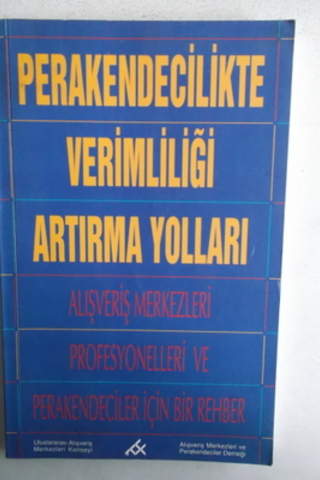 PERAKENDECİLİKTE
VERİMLİLİĞİ
ARTIRMA YOLLARI
ALIŞVERİŞ MERKEZLERİ
PROFESYONELLERİ VE
PERAKENDECİLER İÇİN BİR REHBER
Uluslararası Alışveriş
Merkezleri Konseyi
Alışveriş Merkezleri ve
Perakendeciler Derneği